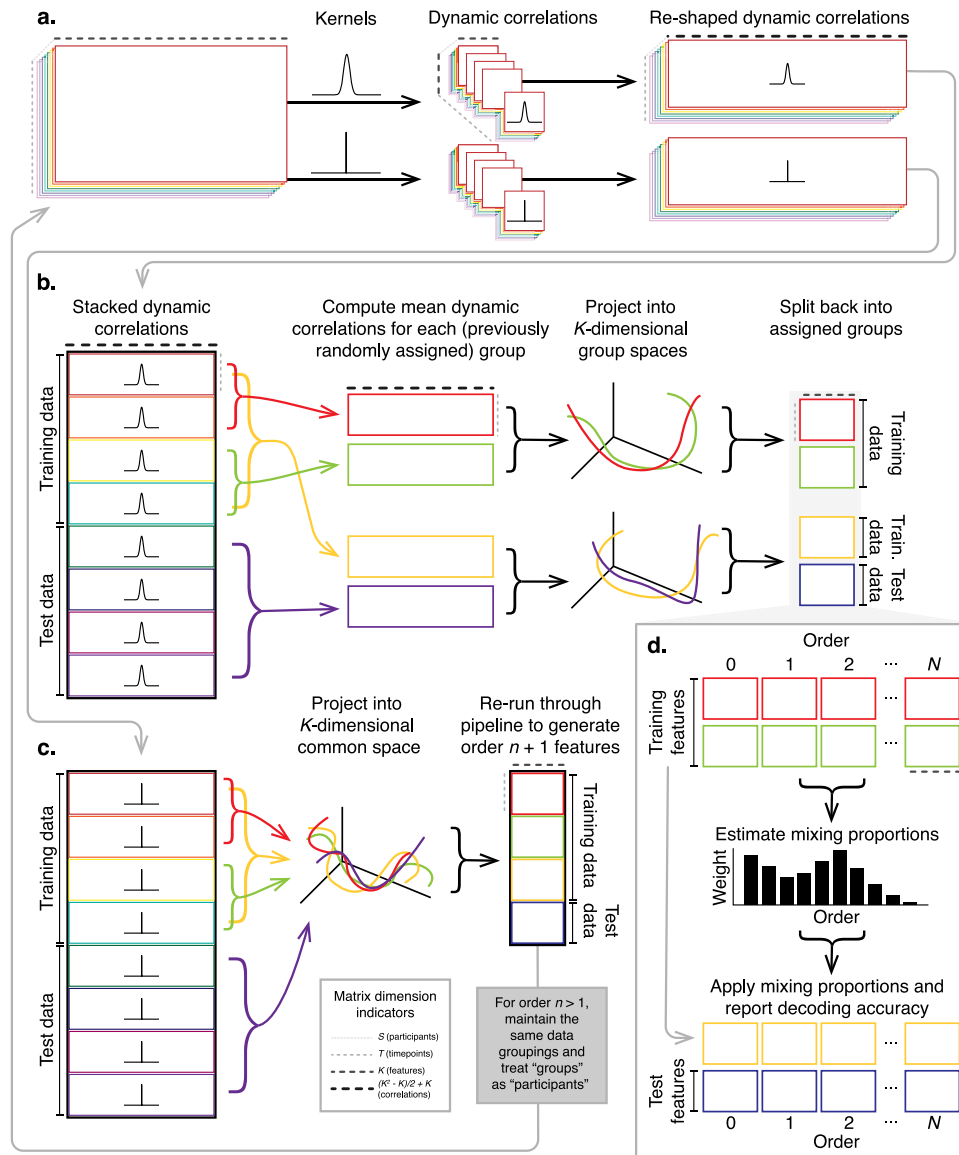 a.
Kernels
Dynamic correlations
Re-shaped dynamic correlations
b.
Stacked dynamic
correlations
Compute mean dynamic
correlations for each (previously
randomly assigned) group
Project into
K-dimensional
group spaces
Split back into
assigned groups
Training data
Test data
Training
data
Train.
data
Test
data
c.
Project into
K-dimensional
common space
Re-run through
pipeline to generate
order n + 1 features
Training data
Test data
Training data
Test
data
Matrix dimension
indicators
S (participants)
T (timepoints)
K (features)
(K² - K)/2 + K
(correlations)
For order n > 1,
maintain the
same data
groupings and
treat “groups”
as “participants”
d.
Order
0 1 2 ... N
Training
features
...
...
Estimate mixing proportions
Weight
Order
Apply mixing proportions and
report decoding accuracy
...
Test
features
...
0 1 2 ... N
Order